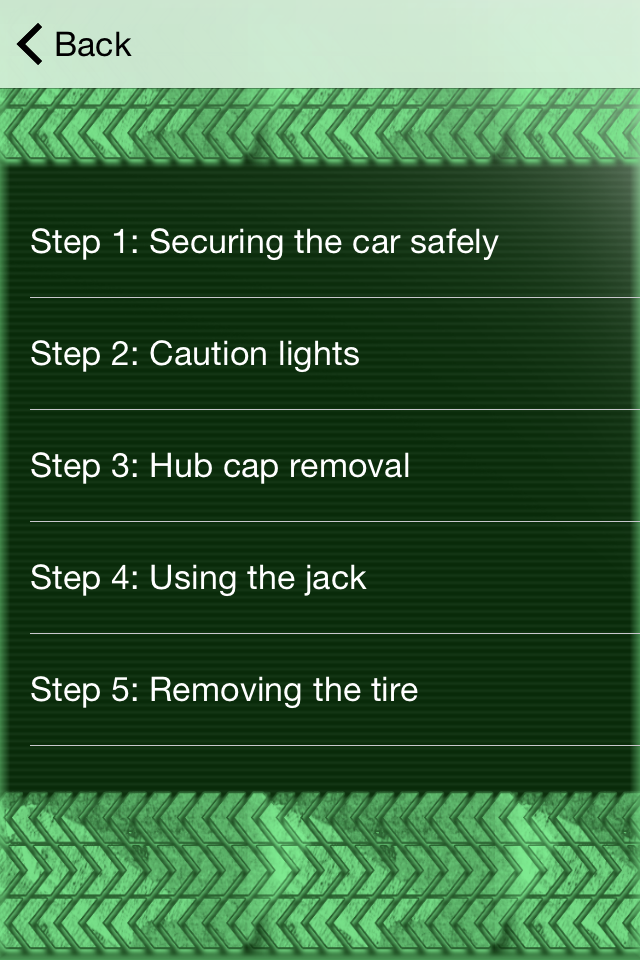 Back
Step 1: Securing the car safely
Step 2: Caution lights
Step 3: Hub cap removal
Step 4: Using the jack
Step 5: Removing the tire